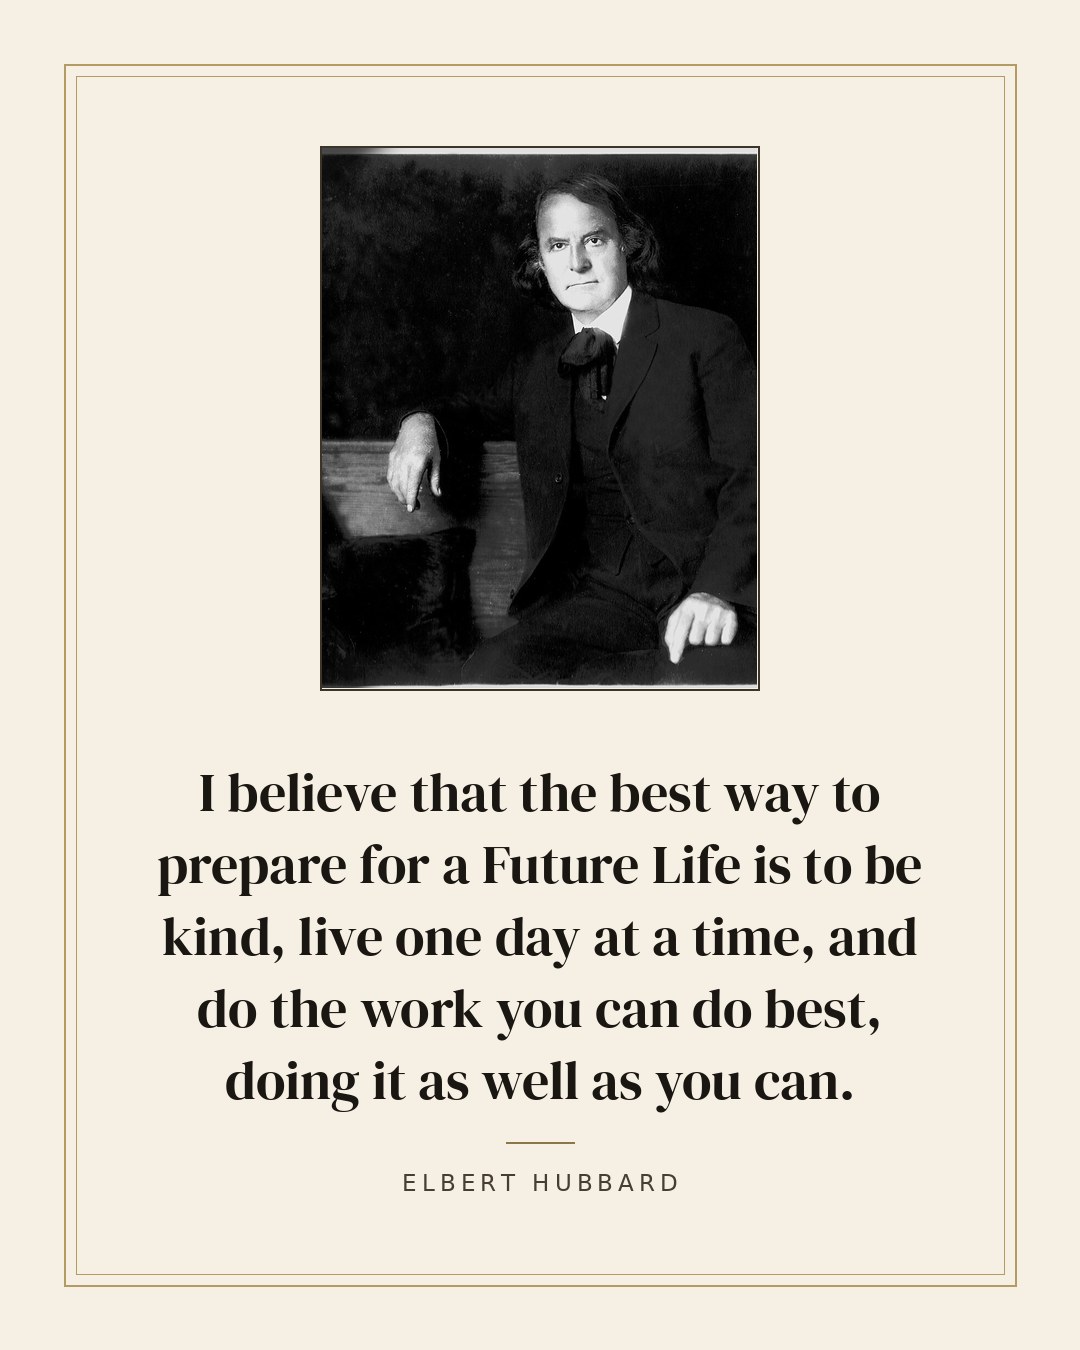 I believe that the best way to
prepare for a Future Life is to be
kind, live one day at a time, and
do the work you can do best,
doing it as well as you can.
ELBERT HUBBARD